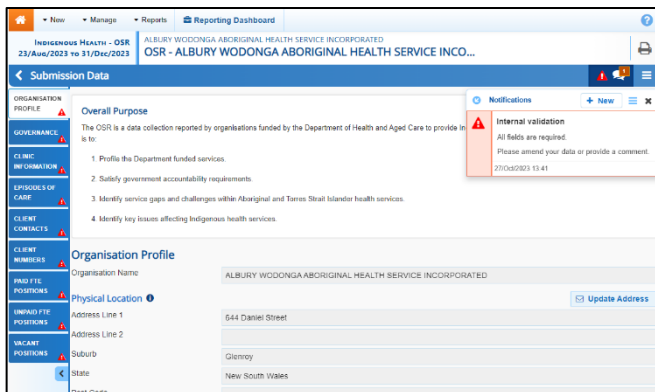 New Manage Reports Reporting Dashboard
INDIGENOUS HEALTH - OSR
23/AUG/2023 TO 31/DEC/2023
ALBURY WODONGA ABORIGINAL HEALTH SERVICE INCORPORATED
OSR - ALBURY WODONGA ABORIGINAL HEALTH SERVICE INCO...
Submission Data
ORGANISATION
PROFILE
GOVERNANCE
CLINIC
INFORMATION
EPISODES OF
CARE
CLIENT
CONTACTS
CLIENT
NUMBERS
PAID FTE
POSITIONS
UNPAID FTE
POSITIONS
VACANT
POSITIONS
Overall Purpose
The OSR is a data collection reported by organisations funded by the Department of Health and Aged Care to provide
is to:
1. Profile the Department funded services.
2. Satisfy government accountability requirements.
3. Identify service gaps and challenges within Aboriginal and Torres Strait Islander health services.
4. Identify key issues affecting Indigenous health services.
Notifications + New
Internal validation
All fields are required.
Please amend your data or provide a comment.
27/Oct/2023 13:41
Organisation Profile
Organisation Name ALBURY WODONGA ABORIGINAL HEALTH SERVICE INCORPORATED
Physical Location Update Address
Address Line 1 644 Daniel Street
Address Line 2
Suburb Glenroy
State New South Wales